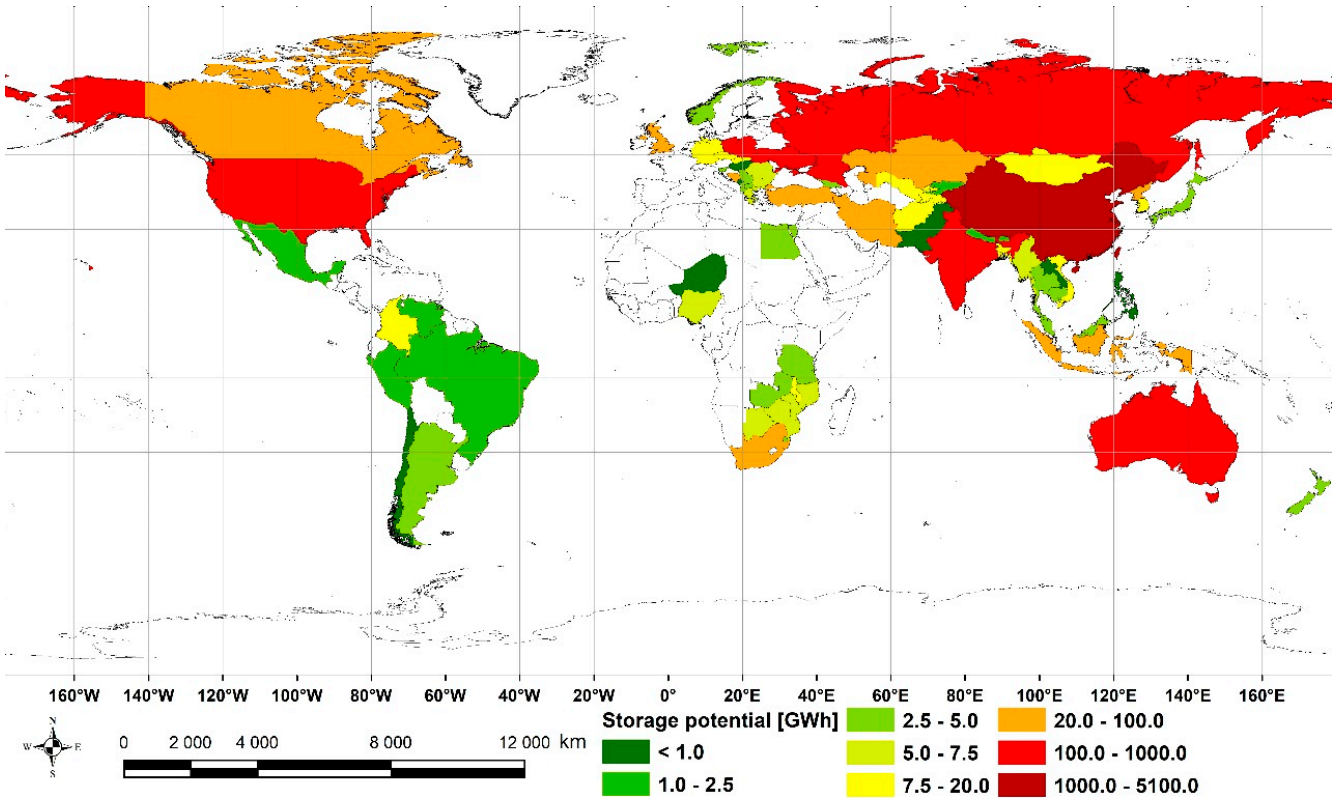 160°W 140°W 120°W 100°W 80°W 60°W 40°W 20°W 0° 20°E 40°E 60°E 80°E 100°E 120°E 140°E 160°E
N
W E
S
0 2 000 4 000 8 000 12 000 km
Storage potential [GWh]
< 1.0
1.0 - 2.5
2.5 - 5.0
5.0 - 7.5
7.5 - 20.0
20.0 - 100.0
100.0 - 1000.0
1000.0 - 5100.0